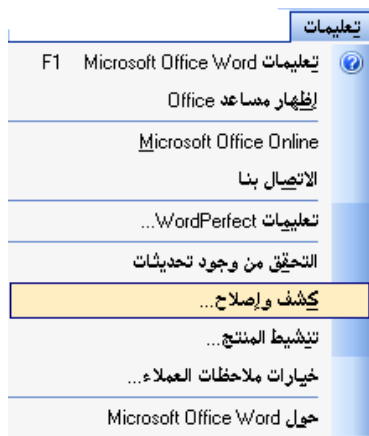 تعليمات
تعليمات Microsoft Office Word F1
إظهار مساعد Office
Microsoft Office Online
الاتصال بنا
تعليمات WordPerfect...
التحقق من وجود تحديثات
كشف وإصلاح...
تنشيط المنتج...
خيارات ملاحظات العملاء...
حول Microsoft Office Word